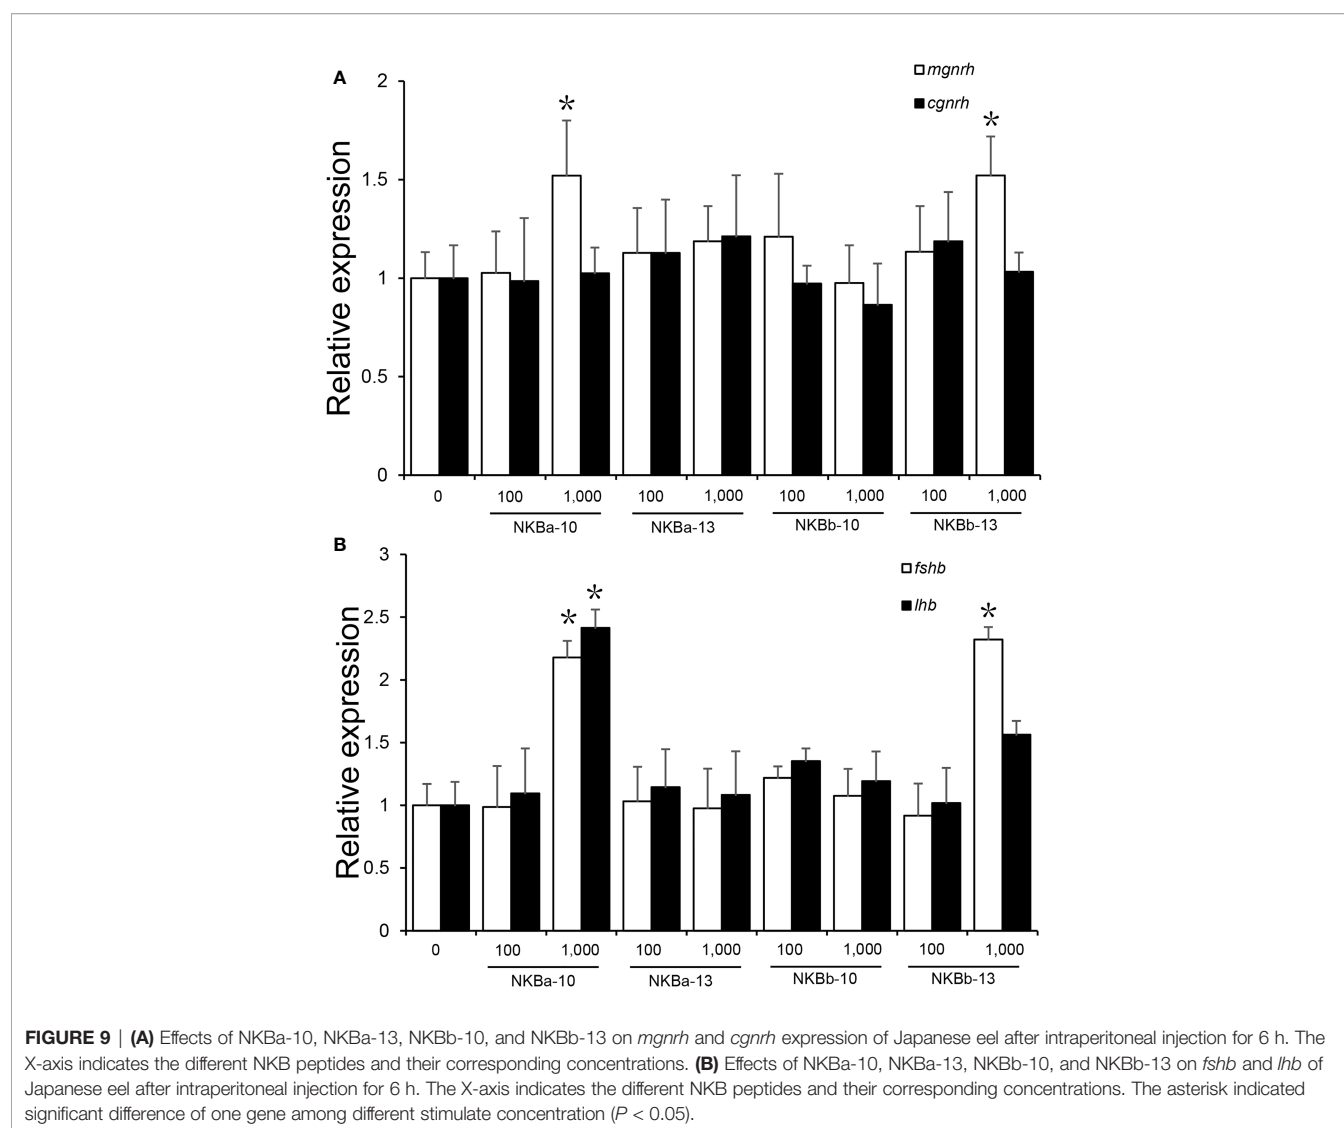 A
mgnrh
cgnrh
Relative expression
2
1.5
1
0.5
0
*
*
0 100 1,000 100 1,000 100 1,000 100 1,000
NKBa-10 NKBa-13 NKBb-10 NKBb-13
B
fshb
lhb
Relative expression
3
2.5
2
1.5
1
0.5
0
* * *
0 100 1,000 100 1,000 100 1,000 100 1,000
NKBa-10 NKBa-13 NKBb-10 NKBb-13
FIGURE 9 | (A) Effects of NKBa-10, NKBa-13, NKBb-10, and NKBb-13 on mgnrh and cgnrh expression of Japanese eel after intraperitoneal injection for 6 h. The
X-axis indicates the different NKB peptides and their corresponding concentrations. (B) Effects of NKBa-10, NKBa-13, NKBb-10, and NKBb-13 on fshb and lhb of
Japanese eel after intraperitoneal injection for 6 h. The X-axis indicates the different NKB peptides and their corresponding concentrations. The asterisk indicated
significant difference of one gene among different stimulate concentration (P < 0.05).